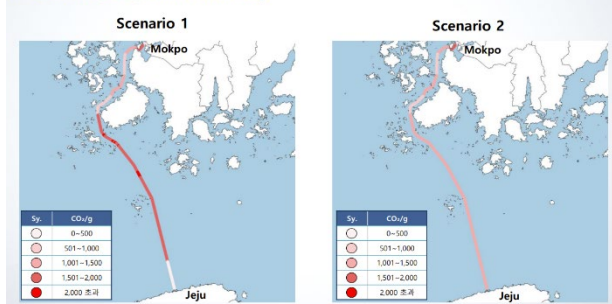 Scenario 1
Mokpo
Sy. CO₂/g
0~500
501~1,000
1,001~1,500
1,501~2,000
2,000 초과
Jeju
Scenario 2
Mokpo
Sy. CO₂/g
0~500
501~1,000
1,001~1,500
1,501~2,000
2,000 초과
Jeju